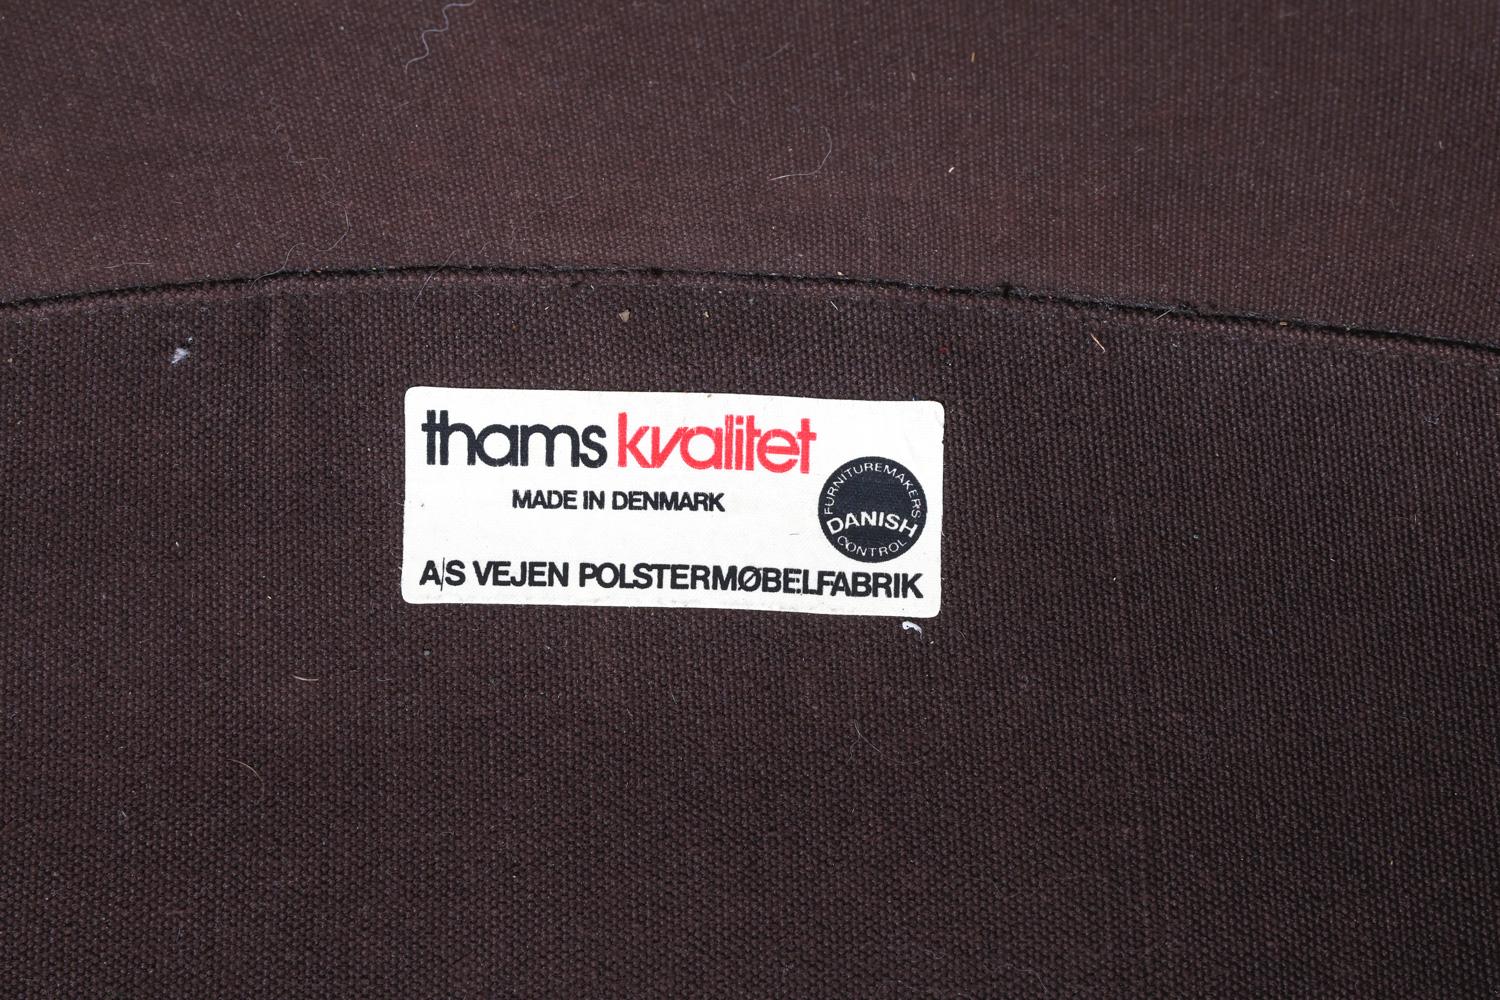 thams kvalitet
MADE IN DENMARK
FURNITUREMAKERS
DANISH
CONTROL
A/S VEJEN POLSTERMØBELFABRIK